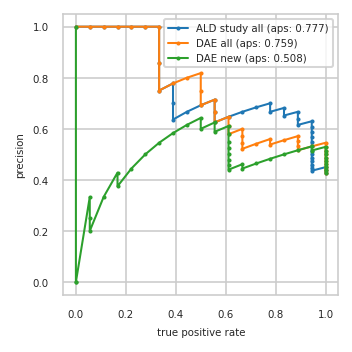 ALD study all (aps: 0.777)
DAE all (aps: 0.759)
DAE new (aps: 0.508)
precision
1.0
0.8
0.6
0.4
0.2
0.0
0.0 0.2 0.4 0.6 0.8 1.0
true positive rate